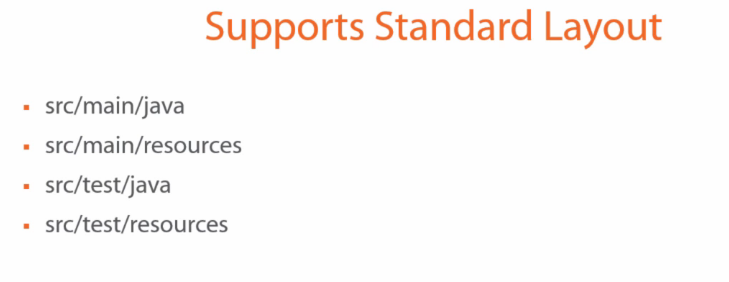 Supports Standard Layout
▪ src/main/java
▪ src/main/resources
▪ src/test/java
▪ src/test/resources